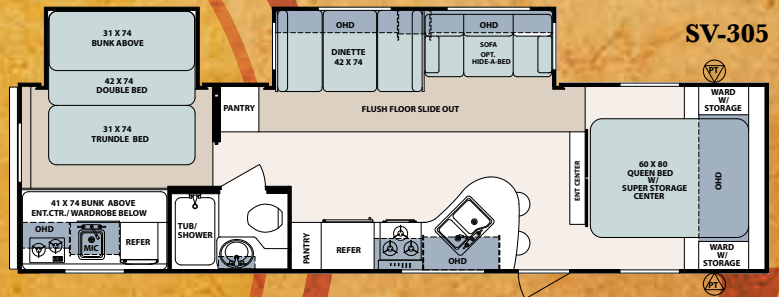 SV-305
31 X 74
BUNK ABOVE
42 X 74
DOUBLE BED
31 X 74
TRUNDLE BED
OHD
DINETTE
42 X 74
OHD
SOFA
OPT.
HIDE-A-BED
PT
WARD
W/
STORAGE
PANTRY
FLUSH FLOOR SLIDE OUT
41 X 74 BUNK ABOVE
ENT.CTR./ WARDROBE BELOW
OHD
MIC
REFER
TUB/
SHOWER
PANTRY
REFER
OHD
ENT CENTER
60 X 80
QUEEN BED
W/
SUPER STORAGE
CENTER
OHD
WARD
W/
STORAGE
PT